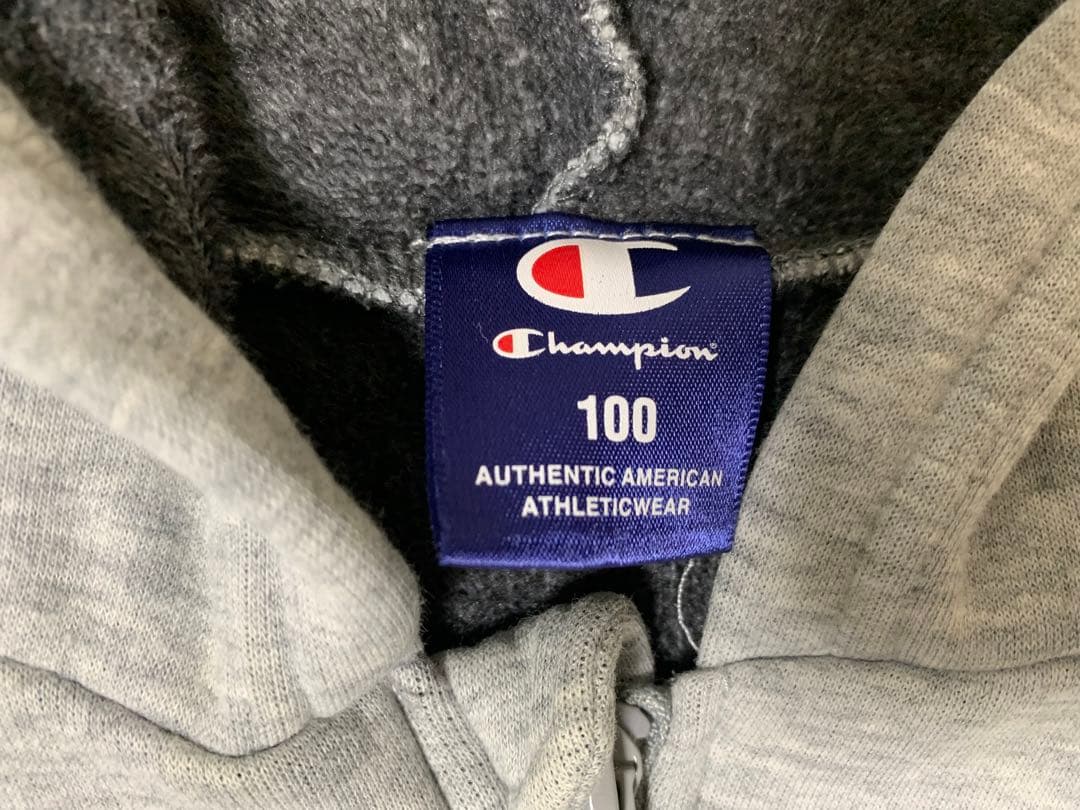 Champion
100
AUTHENTIC AMERICAN
ATHLETICWEAR